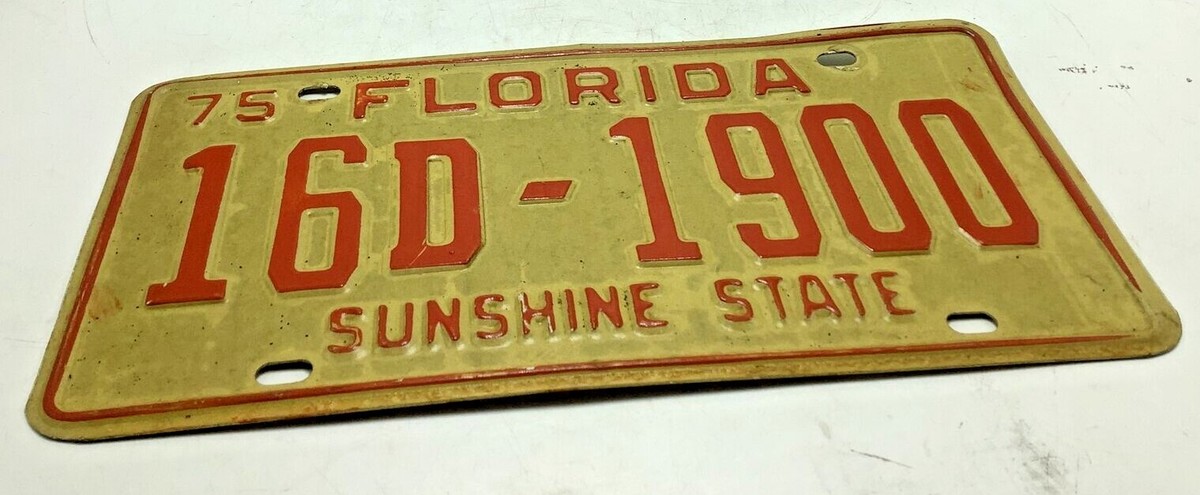 75 FLORIDA
16D-1900
SUNSHINE STATE